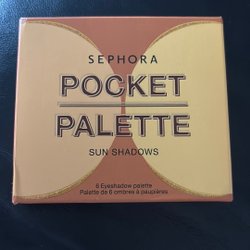 SEPHORA
POCKET
PALETTE
SUN SHADOWS
6 Eyeshadow palette
Palette de 6 ombres à paupières